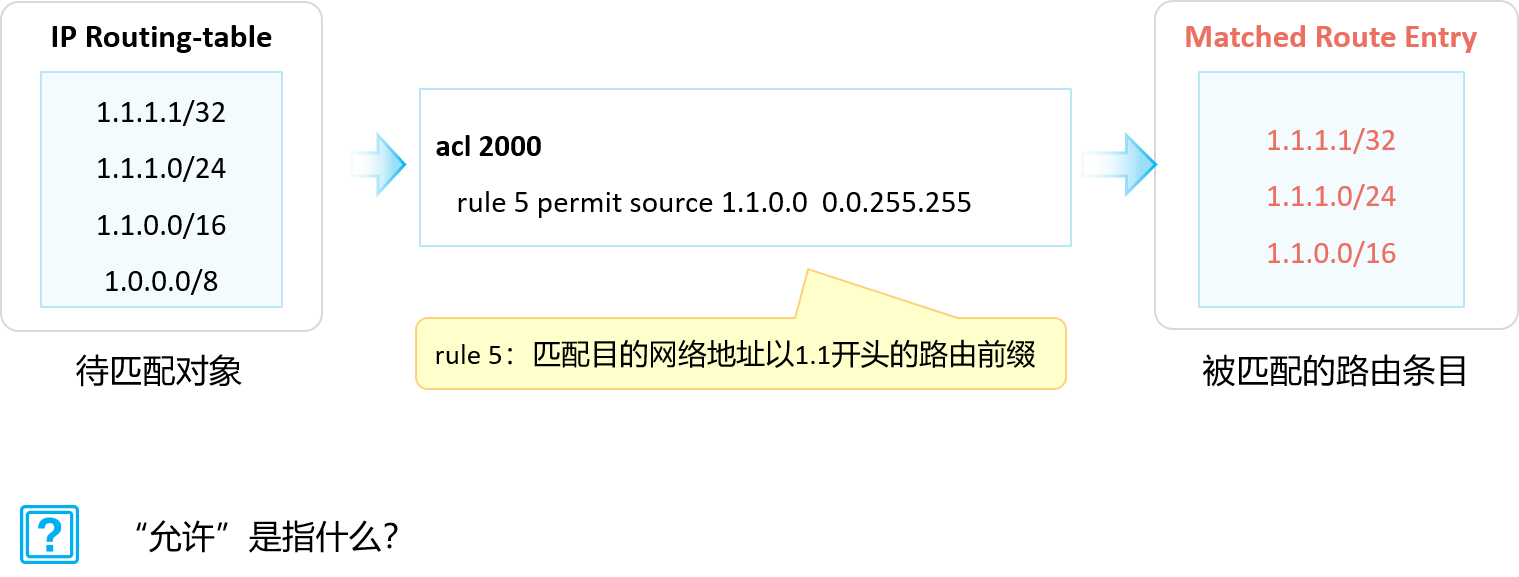 IP Routing-table
1.1.1.1/32
1.1.1.0/24
1.1.0.0/16
1.0.0.0/8
待匹配对象
acl 2000
rule 5 permit source 1.1.0.0 0.0.255.255
rule 5：匹配目的网络地址以1.1开头的路由前缀
Matched Route Entry
1.1.1.1/32
1.1.1.0/24
1.1.0.0/16
被匹配的路由条目
?
“允许”是指什么？